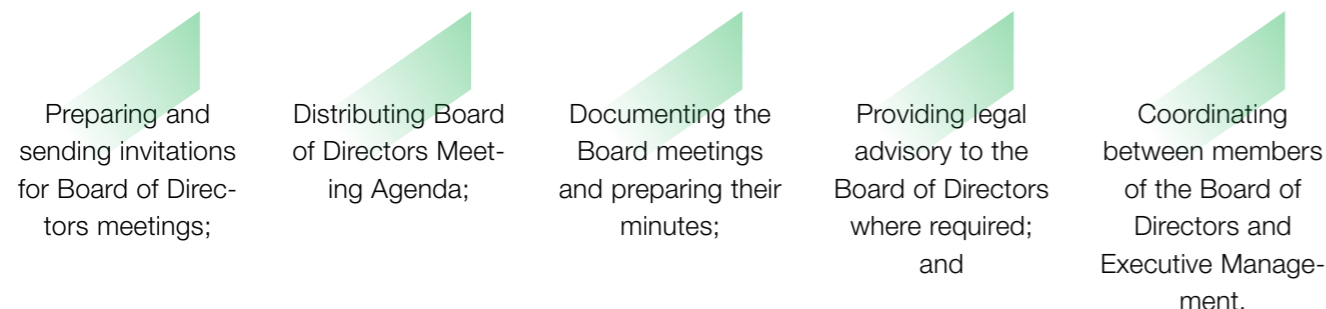 Preparing and
sending invitations
for Board of Direc-
tors meetings;
Distributing Board
of Directors Meet-
ing Agenda;
Documenting the
Board meetings
and preparing their
minutes;
Providing legal
advisory to the
Board of Directors
where required;
and
Coordinating
between members
of the Board of
Directors and
Executive Manage-
ment.